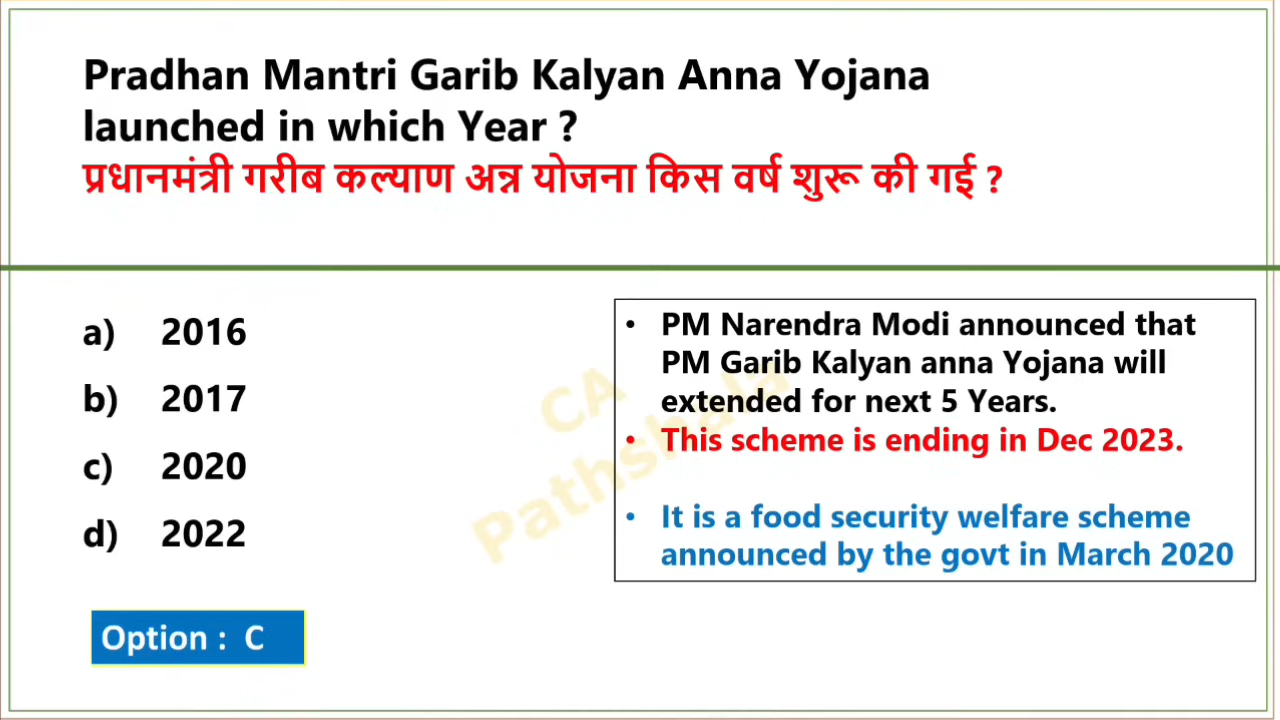 Pradhan Mantri Garib Kalyan Anna Yojana
launched in which Year ?
प्रधानमंत्री गरीब कल्याण अन्न योजना किस वर्ष शुरू की गई ?
a) 2016
b) 2017
c) 2020
d) 2022
Option : C
• PM Narendra Modi announced that
PM Garib Kalyan anna Yojana will
extended for next 5 Years.
• This scheme is ending in Dec 2023.
• It is a food security welfare scheme
announced by the govt in March 2020
CA
Pathshala